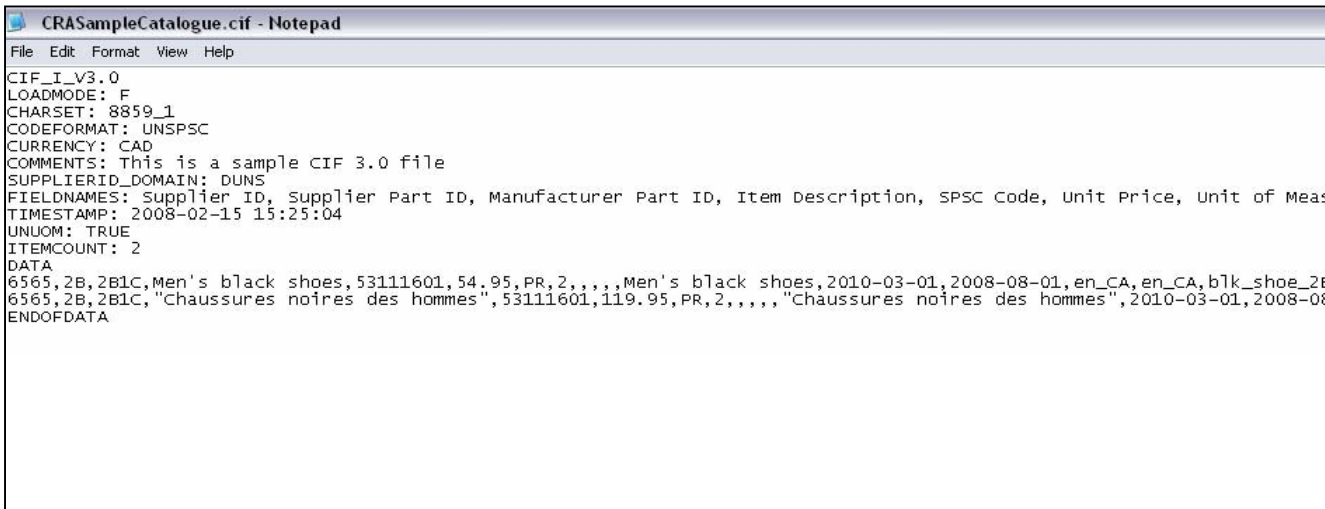 CRASampleCatalogue.cif - Notepad
File Edit Format View Help
CIF_I_V3.0
LOADMODE: F
CHARSET: 8859_1
CODEFORMAT: UNSPSC
CURRENCY: CAD
COMMENTS: This is a sample CIF 3.0 file
SUPPLIERID_DOMAIN: DUNS
FIELDNAMES: Supplier ID, Supplier Part ID, Manufacturer Part ID, Item Description, SPSC Code, Unit Price, Unit of Meas
TIMESTAMP: 2008-02-15 15:25:04
UNUOM: TRUE
ITEMCOUNT: 2
DATA
6565,2B,2B1C,Men's black shoes,53111601,54.95,PR,2,,,,,Men's black shoes,2010-03-01,2008-08-01,en_CA,en_CA,blk_shoe_2B
6565,2B,2B1C,"Chaussures noires des hommes",53111601,119.95,PR,2,,,,,"Chaussures noires des hommes",2010-03-01,2008-08
ENDOFDATA